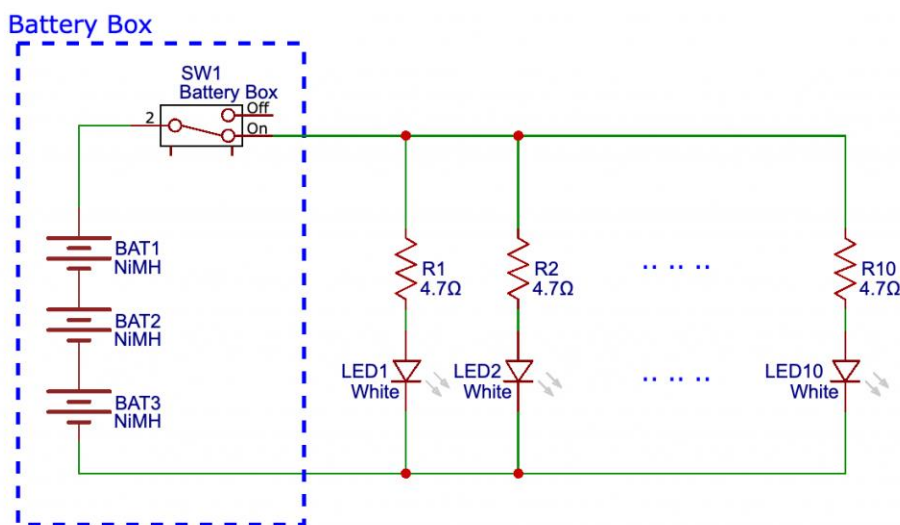 Battery Box
SW1
Battery Box
Off
2
On
BAT1
NiMH
BAT2
NiMH
BAT3
NiMH
R1
4.7Ω
R2
4.7Ω
.. .. ..
R10
4.7Ω
LED1
White
LED2
White
.. .. ..
LED10
White